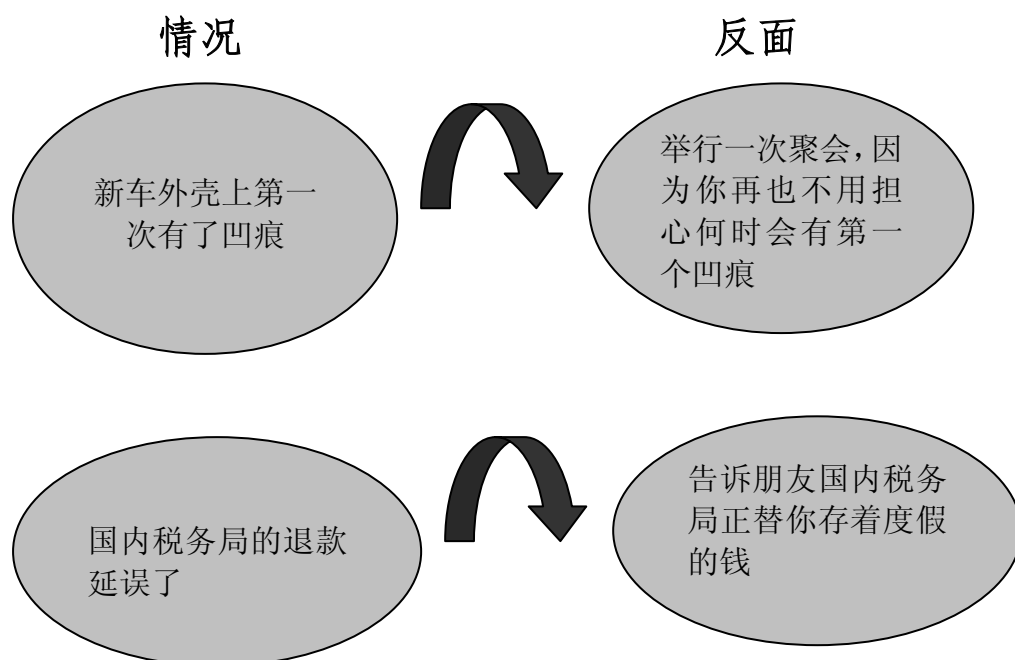 情况
反面
新车外壳上第一
次有了凹痕
举行一次聚会，因
为你再也不用担
心何时会有第一
个凹痕
国内税务局的退款
延误了
告诉朋友国内税务
局正替你存着度假
的钱